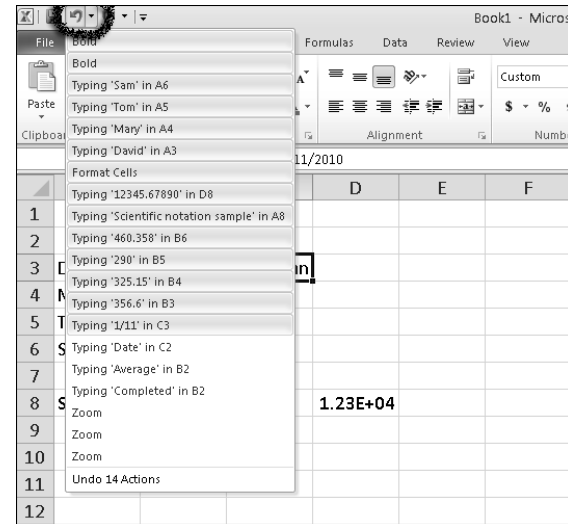 Book1 - Micros
File
Formulas Data Review View
Bold
Bold
Typing 'Sam' in A6
Typing 'Tom' in A5
Typing 'Mary' in A4
Typing 'David' in A3
Format Cells
Typing '12345.67890' in D8
Typing 'Scientific notation sample' in A8
Typing '460.358' in B6
Typing '290' in B5
Typing '325.15' in B4
Typing '356.6' in B3
Typing '1/11' in C3
Typing 'Date' in C2
Typing 'Average' in B2
Typing 'Completed' in B2
Zoom
Zoom
Zoom
Undo 14 Actions
Paste
Clipboa
Custom
$ %
Alignment
Numb
11/2010
D E F
1
2
3 D an
4 M
5 T
6 S
7
8 S 1.23E+04
9
10
11
12